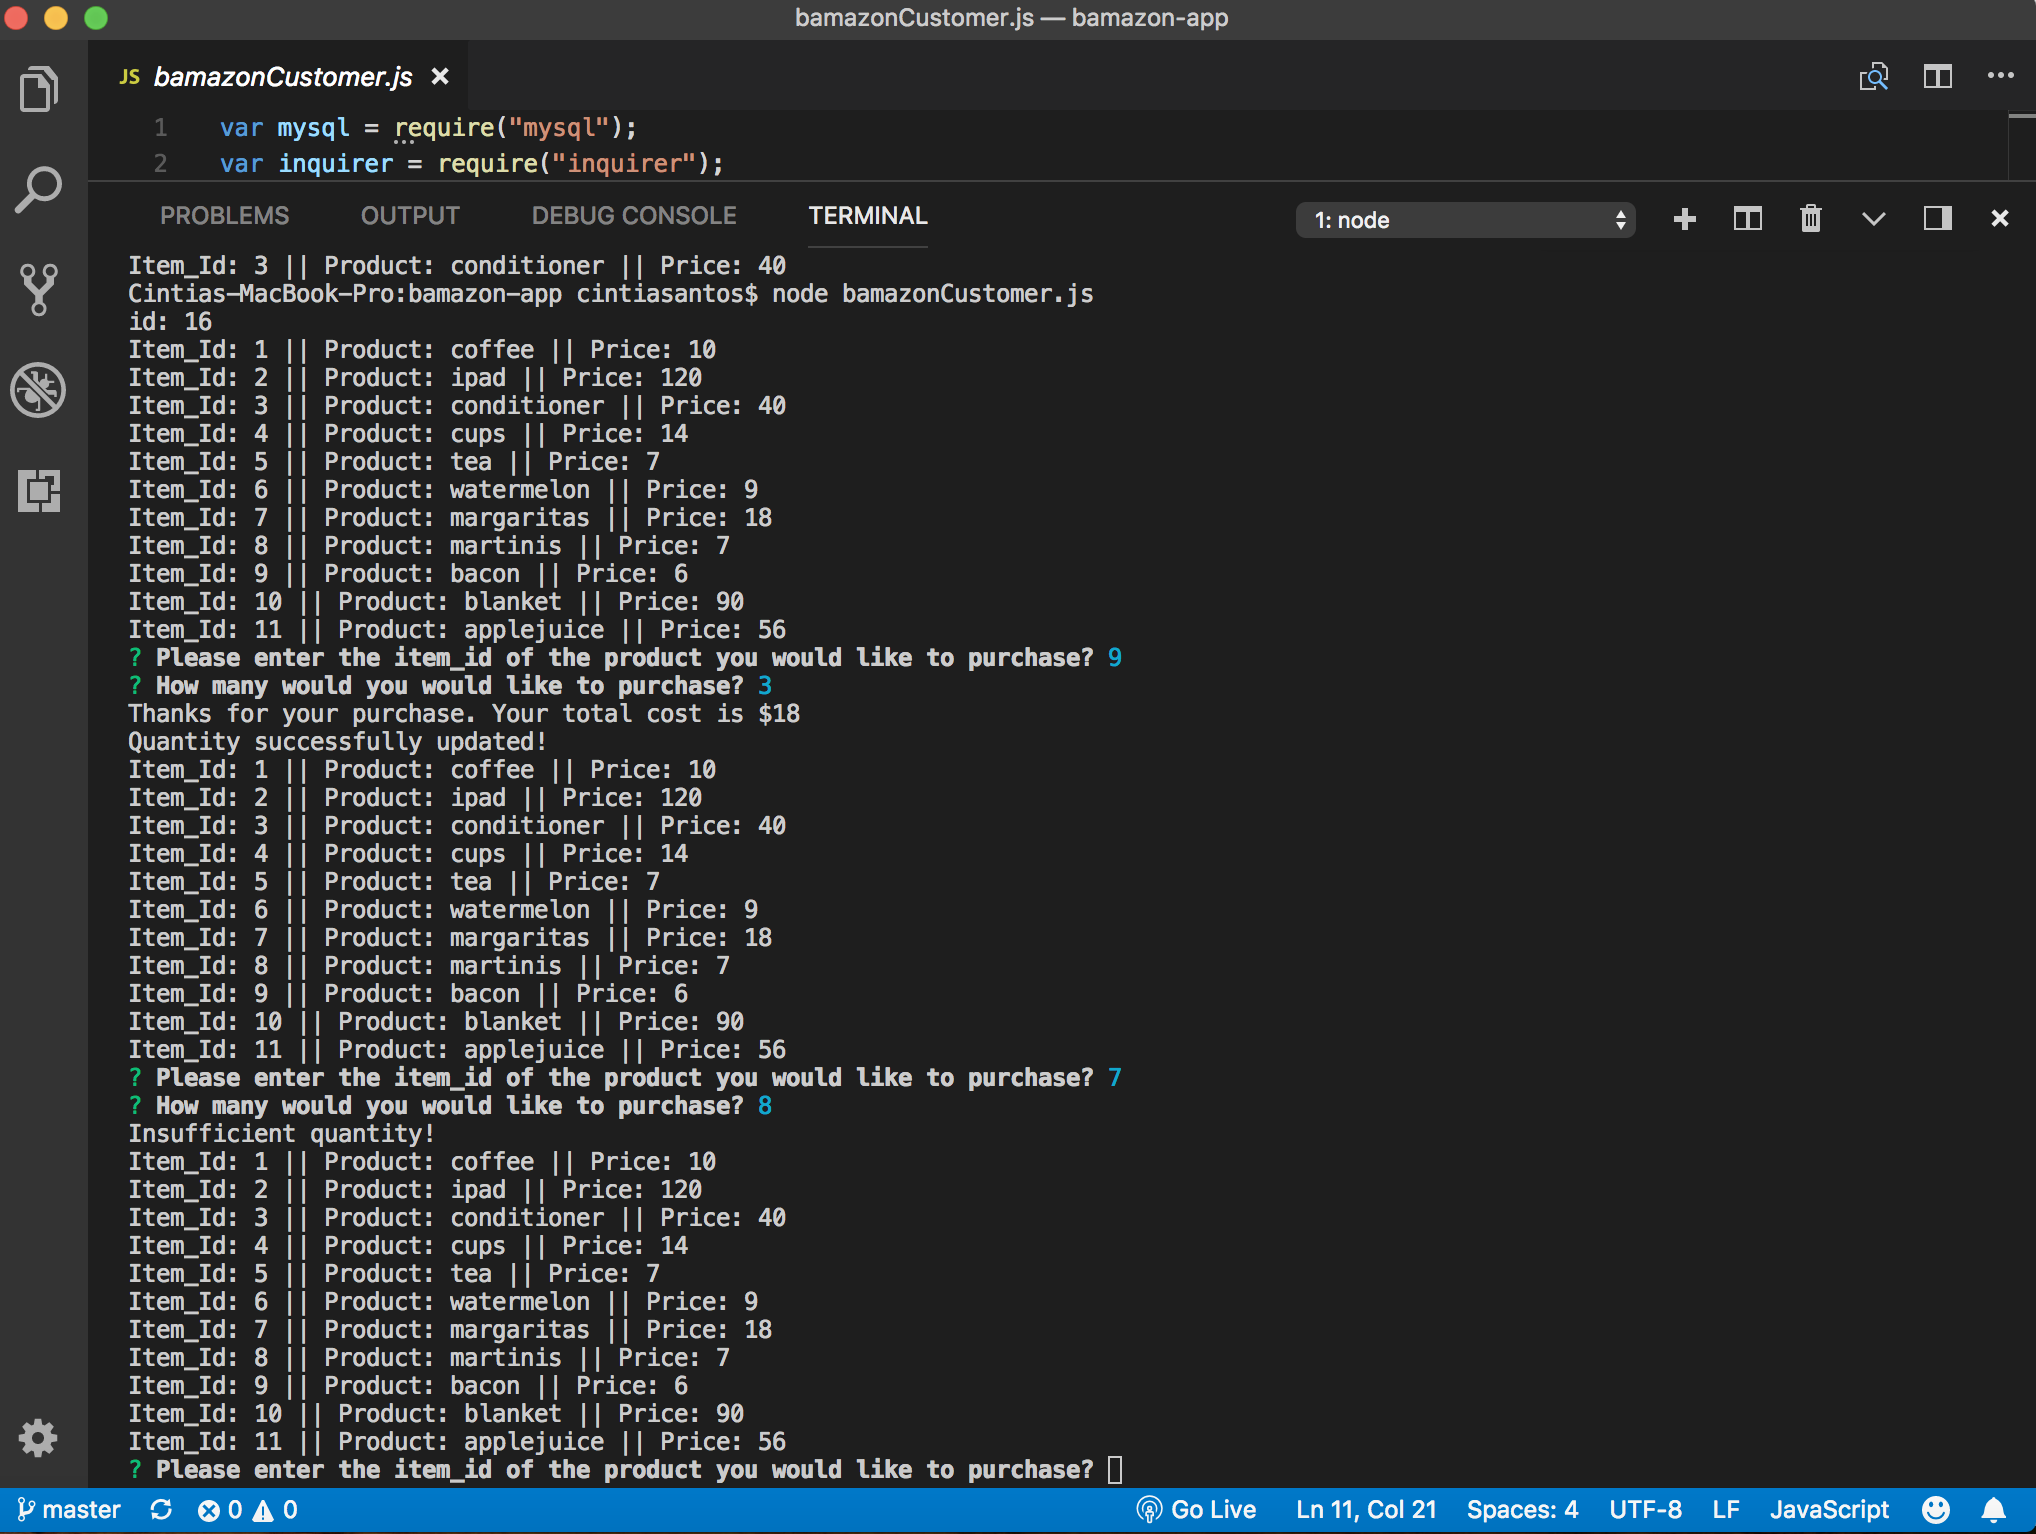 bamazonCustomer.js — bamazon-app
JS bamazonCustomer.js
1 var mysql = require("mysql");
2 var inquirer = require("inquirer");
PROBLEMS OUTPUT DEBUG CONSOLE TERMINAL 1: node
Item_Id: 3 || Product: conditioner || Price: 40
Cintias-MacBook-Pro:bamazon-app cintiasantos$ node bamazonCustomer.js
id: 16
Item_Id: 1 || Product: coffee || Price: 10
Item_Id: 2 || Product: ipad || Price: 120
Item_Id: 3 || Product: conditioner || Price: 40
Item_Id: 4 || Product: cups || Price: 14
Item_Id: 5 || Product: tea || Price: 7
Item_Id: 6 || Product: watermelon || Price: 9
Item_Id: 7 || Product: margaritas || Price: 18
Item_Id: 8 || Product: martinis || Price: 7
Item_Id: 9 || Product: bacon || Price: 6
Item_Id: 10 || Product: blanket || Price: 90
Item_Id: 11 || Product: applejuice || Price: 56
? Please enter the item_id of the product you would like to purchase? 9
? How many would you would like to purchase? 3
Thanks for your purchase. Your total cost is $18
Quantity successfully updated!
Item_Id: 1 || Product: coffee || Price: 10
Item_Id: 2 || Product: ipad || Price: 120
Item_Id: 3 || Product: conditioner || Price: 40
Item_Id: 4 || Product: cups || Price: 14
Item_Id: 5 || Product: tea || Price: 7
Item_Id: 6 || Product: watermelon || Price: 9
Item_Id: 7 || Product: margaritas || Price: 18
Item_Id: 8 || Product: martinis || Price: 7
Item_Id: 9 || Product: bacon || Price: 6
Item_Id: 10 || Product: blanket || Price: 90
Item_Id: 11 || Product: applejuice || Price: 56
? Please enter the item_id of the product you would like to purchase? 7
? How many would you would like to purchase? 8
Insufficient quantity!
Item_Id: 1 || Product: coffee || Price: 10
Item_Id: 2 || Product: ipad || Price: 120
Item_Id: 3 || Product: conditioner || Price: 40
Item_Id: 4 || Product: cups || Price: 14
Item_Id: 5 || Product: tea || Price: 7
Item_Id: 6 || Product: watermelon || Price: 9
Item_Id: 7 || Product: margaritas || Price: 18
Item_Id: 8 || Product: martinis || Price: 7
Item_Id: 9 || Product: bacon || Price: 6
Item_Id: 10 || Product: blanket || Price: 90
Item_Id: 11 || Product: applejuice || Price: 56
? Please enter the item_id of the product you would like to purchase?
master 0 0 Go Live Ln 11, Col 21 Spaces: 4 UTF-8 LF JavaScript